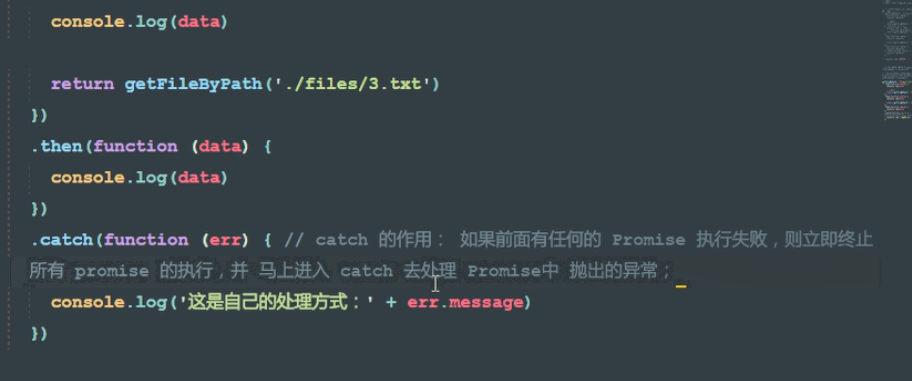 console.log(data)
return getFileByPath('./files/3.txt')
})
.then(function (data) {
console.log(data)
})
.catch(function (err) { // catch 的作用： 如果前面有任何的 Promise 执行失败，则立即终止
所有 promise 的执行，并 马上进入 catch 去处理 Promise中 抛出的异常；
console.log('这是自己的处理方式：' + err.message)
})